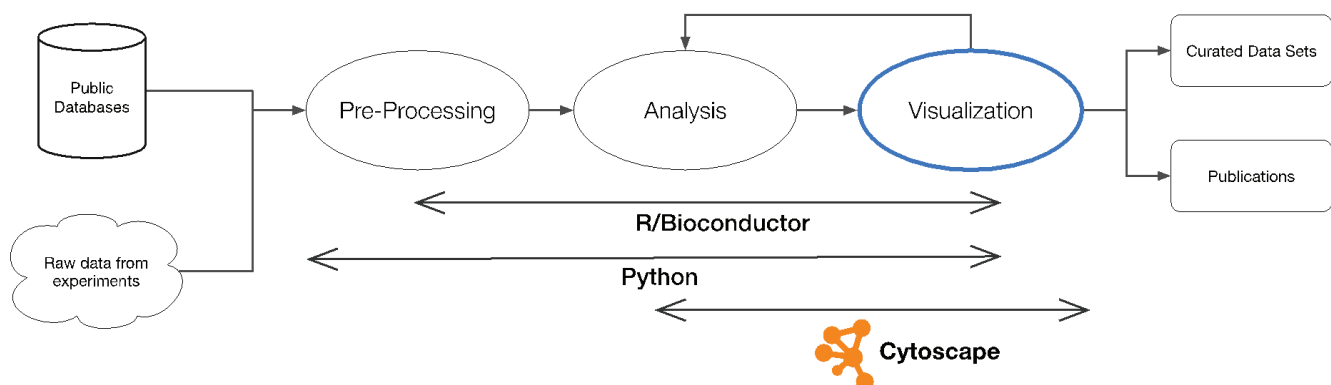 Public
Databases
Raw data from
experiments
Pre-Processing
Analysis
Visualization
Curated Data Sets
Publications
R/Bioconductor
Python
Cytoscape